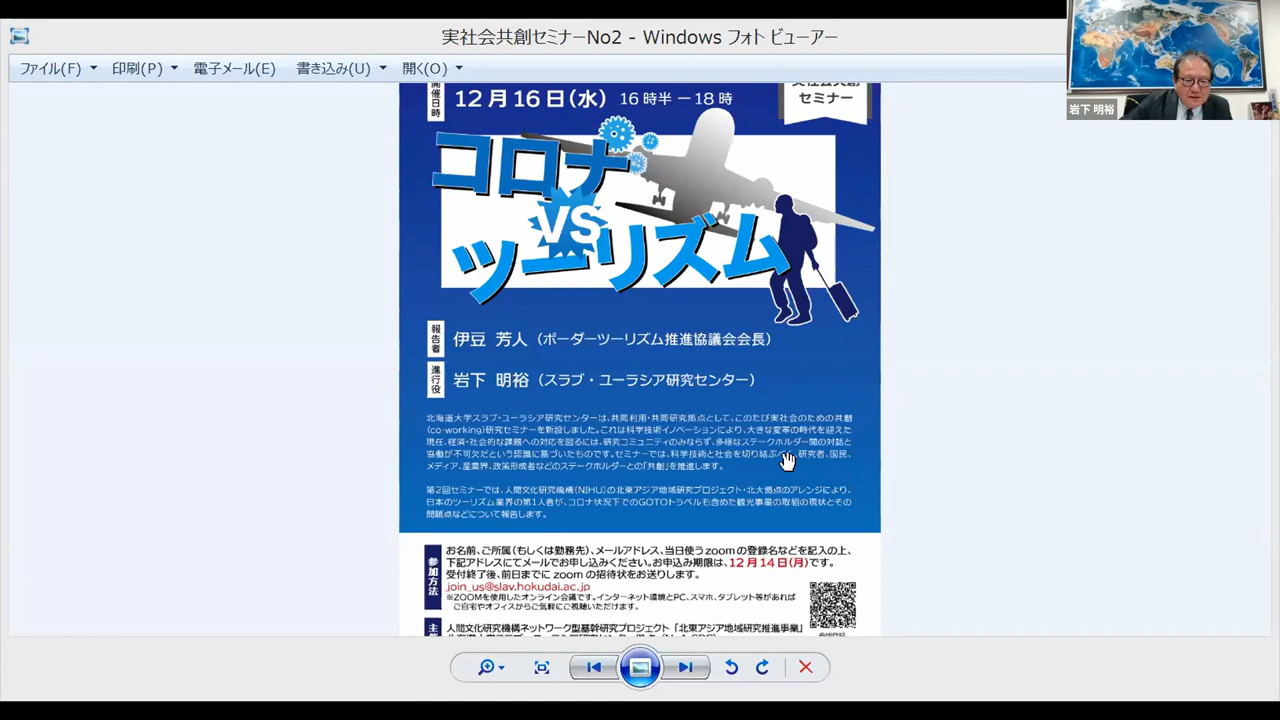 実社会共創セミナーNo2 - Windows フォト ビューアー
岩下 明裕
ファイル(F) 印刷(P) 電子メール(E) 書き込み(U) 開く(O)
開催日時
12月16日(水) 16時半－18時
セミナー
コロナ
VS
ツーリズム
報告者
伊豆 芳人（ボーダーツーリズム推進協議会会長）
進行役
岩下 明裕（スラブ・ユーラシア研究センター）
北海道大学スラブ・ユーラシア研究センターは、共同利用・共同研究拠点として、このたび実社会のための共創
(co-working)研究セミナーを新設しました。これは科学技術イノベーションにより、大きな変革の時代を迎えた
現在、経済・社会的な課題への対応を図るには、研究コミュニティのみならず、多様なステークホルダー間の対話と
協働が不可欠だという認識に基づいたものです。セミナーでは、科学技術と社会を切り結ぶべく、研究者、国民、
メディア、産業界、政策形成者などのステークホルダーとの「共創」を推進します。
第2回セミナーでは、人間文化研究機構(NIHU)の北東アジア地域研究プロジェクト・北大拠点のアレンジにより、
日本のツーリズム業界の第1人者が、コロナ状況下でのGOTOトラベルも含めた観光事業の取組の現状とその
問題点などについて報告します。
参加方法
お名前、ご所属(もしくは勤務先)、メールアドレス、当日使うzoomの登録名などを記入の上、
下記アドレスにてメールでお申し込みください。お申込み期限は、12月14日(月)です。
受付終了後、前日までにzoomの招待状をお送りします。
join_us@slav.hokudai.ac.jp
※ZOOMを使用したオンライン会議です。インターネット環境とPC、スマホ、タブレット等があれば
ご自宅やオフィスからご気軽にご視聴いただけます。
主
人間文化研究機構ネットワーク型基幹研究プロジェクト「北東アジア地域研究推進事業」